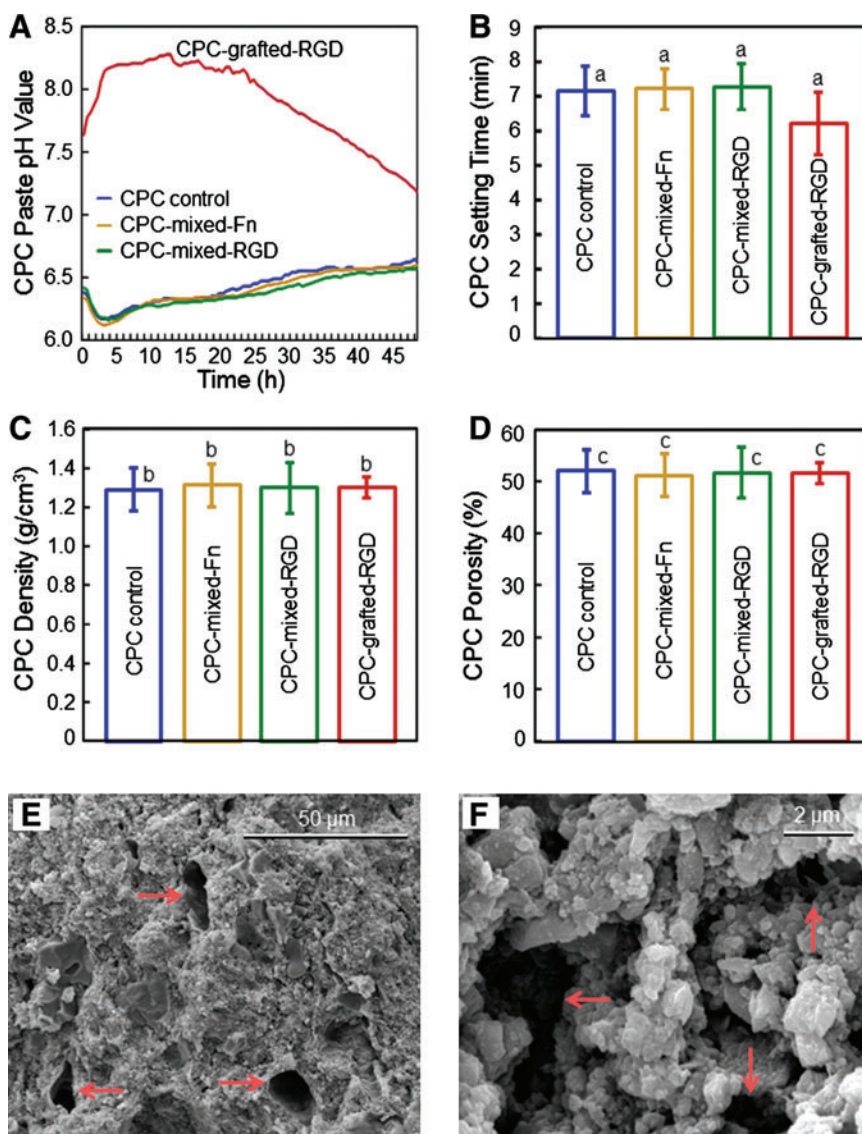 A
8.5
8.0
7.5
7.0
6.5
6.0
CPC Paste pH Value
CPC-grafted-RGD
CPC control
CPC-mixed-Fn
CPC-mixed-RGD
0 5 10 15 20 25 30 35 40 45
Time (h)
B
9
8
7
6
5
4
3
2
1
0
CPC Setting Time (min)
a a a a
CPC control
CPC-mixed-Fn
CPC-mixed-RGD
CPC-grafted-RGD
C
1.6
1.4
1.2
1.0
0.8
0.6
0.4
0.2
0
CPC Density (g/cm³)
b b b b
CPC control
CPC-mixed-Fn
CPC-mixed-RGD
CPC-grafted-RGD
D
60
50
40
30
20
10
0
CPC Porosity (%)
c c c c
CPC control
CPC-mixed-Fn
CPC-mixed-RGD
CPC-grafted-RGD
E
50 µm
F
2 µm